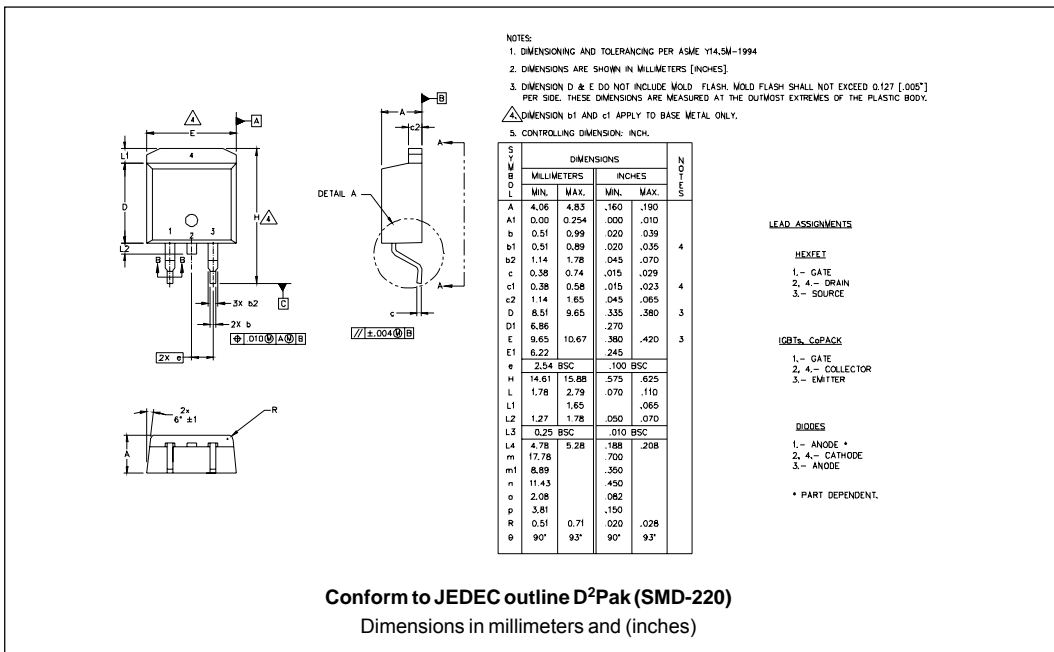 NOTES:
1. DIMENSIONING AND TOLERANCING PER ASME Y14.5M-1994
2. DIMENSIONS ARE SHOWN IN MILLIMETERS [INCHES].
3. DIMENSION D & E DO NOT INCLUDE MOLD FLASH. MOLD FLASH SHALL NOT EXCEED 0.127 [.005"]
PER SIDE. THESE DIMENSIONS ARE MEASURED AT THE OUTMOST EXTREMES OF THE PLASTIC BODY.
4. DIMENSION b1 AND c1 APPLY TO BASE METAL ONLY.
5. CONTROLLING DIMENSION: INCH.
4
E
A
L1
4
D
H
4
1
2
3
L2
B
B
3X b2
C
2X b
⌖ .010 Ⓜ A Ⓜ B
2X e
A
B
c2
A
DETAIL A
A
c
// ±.004 Ⓜ B
2x
6° ±1
R
A
SYMBOL DIMENSIONS NOTES
MILLIMETERS INCHES
MIN. MAX. MIN. MAX.
A 4.06 4.83 .160 .190
A1 0.00 0.254 .000 .010
b 0.51 0.99 .020 .039
b1 0.51 0.89 .020 .035 4
b2 1.14 1.78 .045 .070
c 0.38 0.74 .015 .029
c1 0.38 0.58 .015 .023 4
c2 1.14 1.65 .045 .065
D 8.51 9.65 .335 .380 3
D1 6.86 .270
E 9.65 10.67 .380 .420 3
E1 6.22 .245
e 2.54 BSC .100 BSC
H 14.61 15.88 .575 .625
L 1.78 2.79 .070 .110
L1 1.65 .065
L2 1.27 1.78 .050 .070
L3 0.25 BSC .010 BSC
L4 4.78 5.28 .188 .208
m 17.78 .700
m1 8.89 .350
n 11.43 .450
o 2.08 .082
p 3.81 .150
R 0.51 0.71 .020 .028
θ 90° 93° 90° 93°
LEAD ASSIGNMENTS
HEXFET
1.- GATE
2, 4.- DRAIN
3.- SOURCE
IGBTs, CoPACK
1.- GATE
2, 4.- COLLECTOR
3.- EMITTER
DIODES
1.- ANODE *
2, 4.- CATHODE
3.- ANODE
* PART DEPENDENT.
Conform to JEDEC outline D²Pak (SMD-220)
Dimensions in millimeters and (inches)